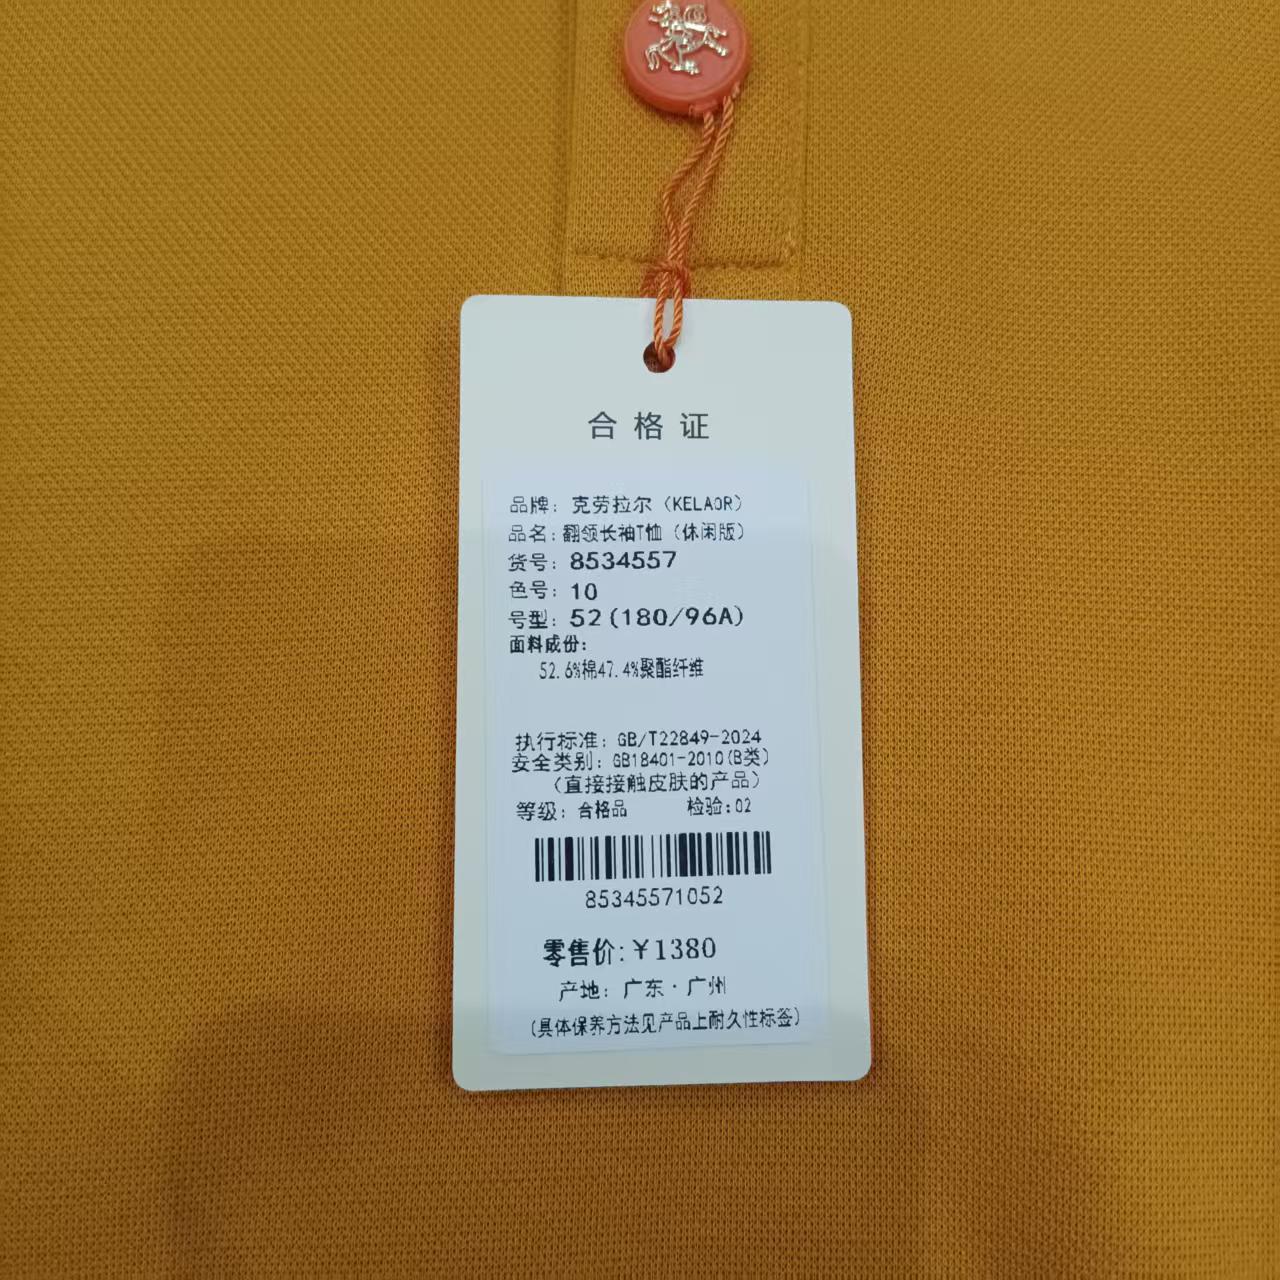 合格证
品牌：克劳拉尔（KELAOR）
品名：翻领长袖T恤（休闲版）
货号：8534557
色号：10
号型：52(180/96A)
面料成份：
52.6%棉47.4%聚酯纤维
执行标准：GB/T22849-2024
安全类别：GB18401-2010(B类)
（直接接触皮肤的产品）
等级：合格品 检验：02
85345571052
零售价:￥1380
产地：广东·广州
(具体保养方法见产品上耐久性标签)